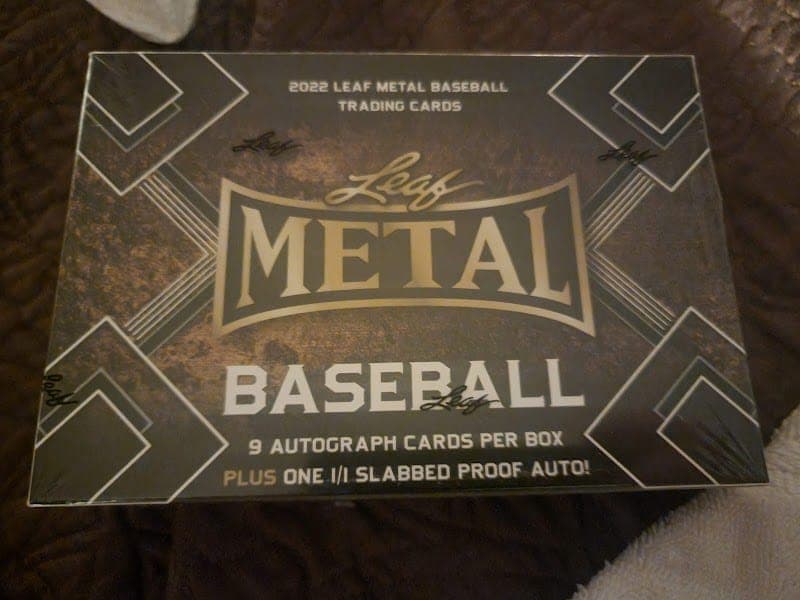 2022 LEAF METAL BASEBALL
TRADING CARDS
Leaf
Leaf
Leaf
METAL
BASEBALL
Leaf
Leaf
9 AUTOGRAPH CARDS PER BOX
PLUS ONE 1/1 SLABBED PROOF AUTO!